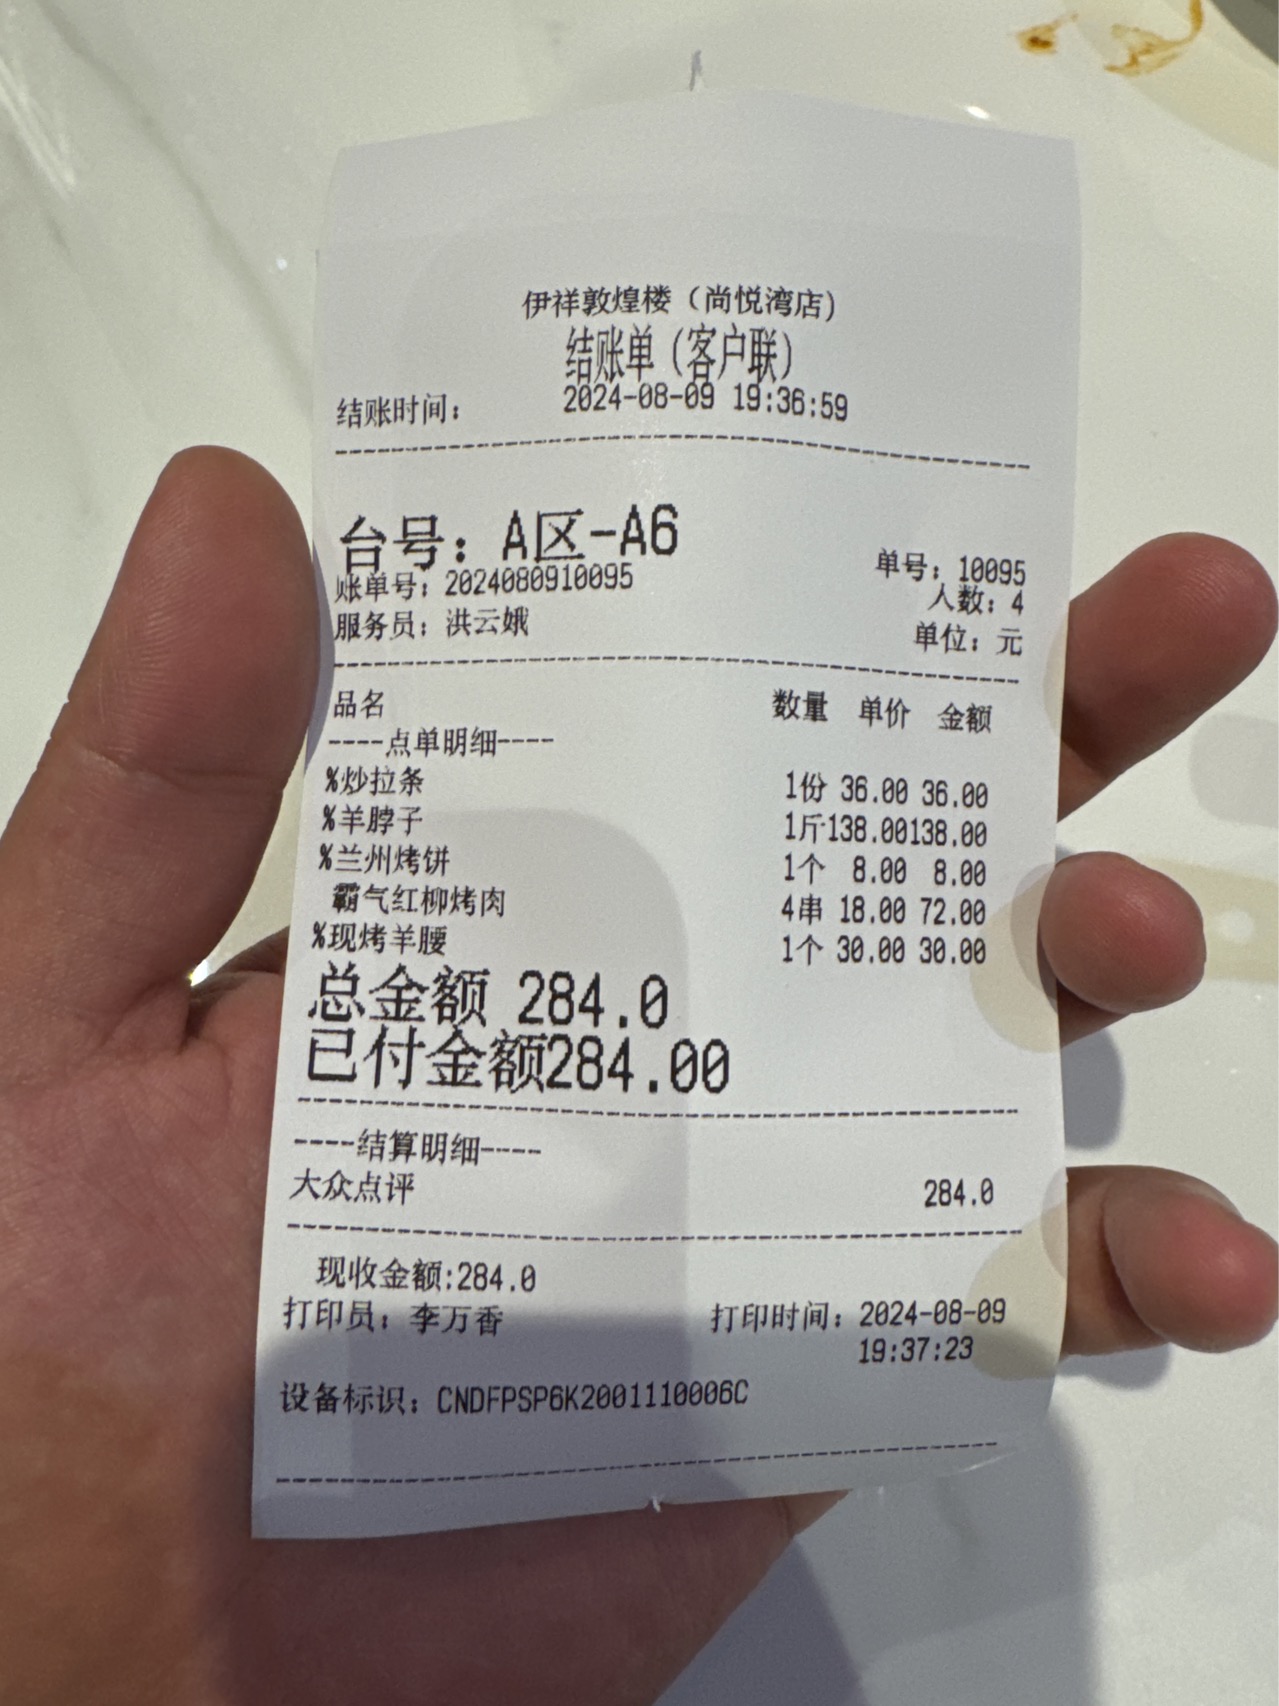 伊祥敦煌楼（尚悦湾店）
结账单（客户联）
结账时间： 2024-08-09 19:36:59
台号：A区-A6
单号：10095
账单号：2024080910095
人数：4
服务员：洪云娥
单位：元
品名 数量 单价 金额
----点单明细----
%炒拉条 1份 36.00 36.00
%羊脖子 1斤 138.00 138.00
%兰州烤饼 1个 8.00 8.00
霸气红柳烤肉 4串 18.00 72.00
%现烤羊腰 1个 30.00 30.00
总金额 284.0
已付金额284.00
----结算明细----
大众点评 284.0
现收金额:284.0
打印员：李万香 打印时间：2024-08-09
19:37:23
设备标识：CNDFPSP6K2001110006C